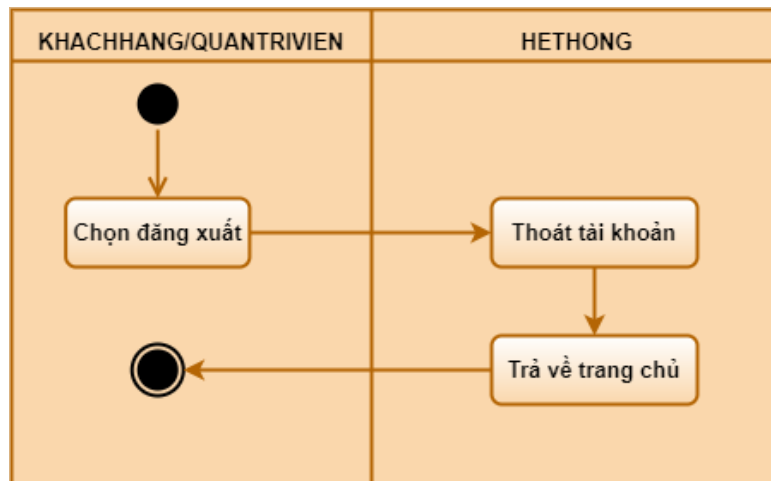 KHACHHANG/QUANTRIVIEN
HETHONG
Chọn đăng xuất
Thoát tài khoản
Trả về trang chủ